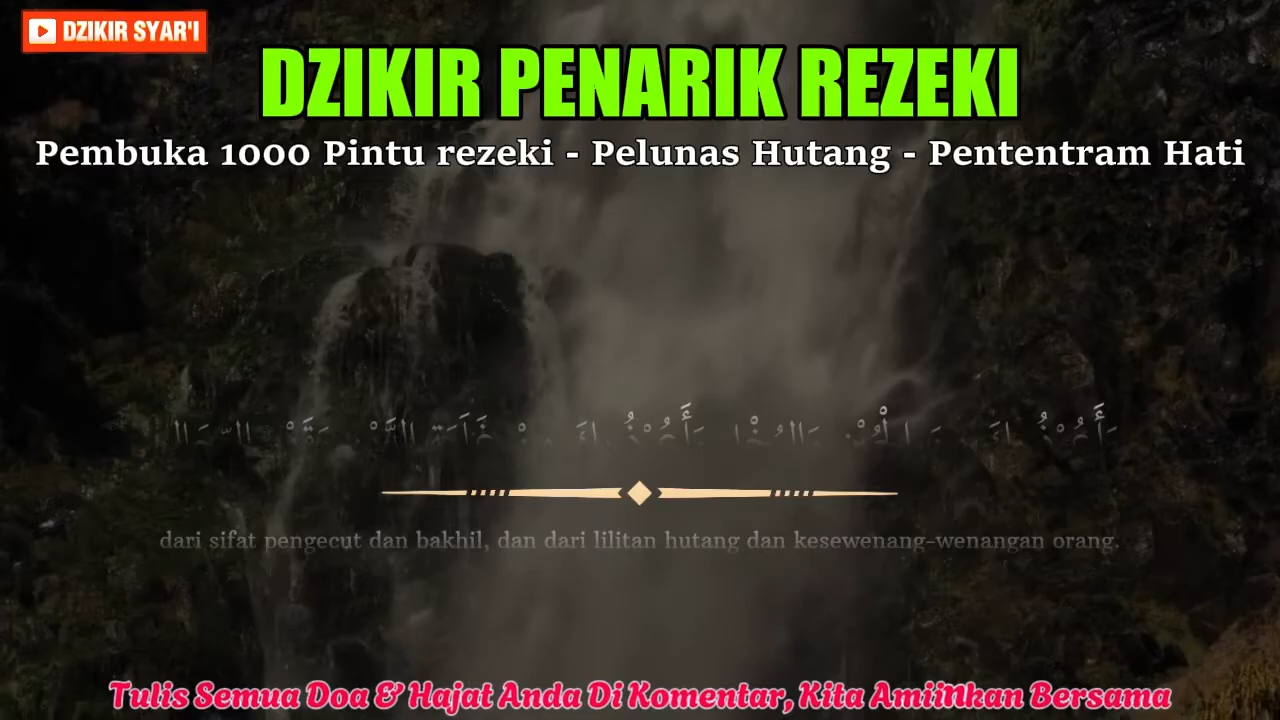 DZIKIR SYAR'I
DZIKIR PENARIK REZEKI
Pembuka 1000 Pintu rezeki - Pelunas Hutang - Pententram Hati
dari sifat pengecut dan bakhil, dan dari lilitan hutang dan kesewenang-wenangan orang.
Tulis Semua Doa & Hajat Anda Di Komentar, Kita Amiinkan Bersama